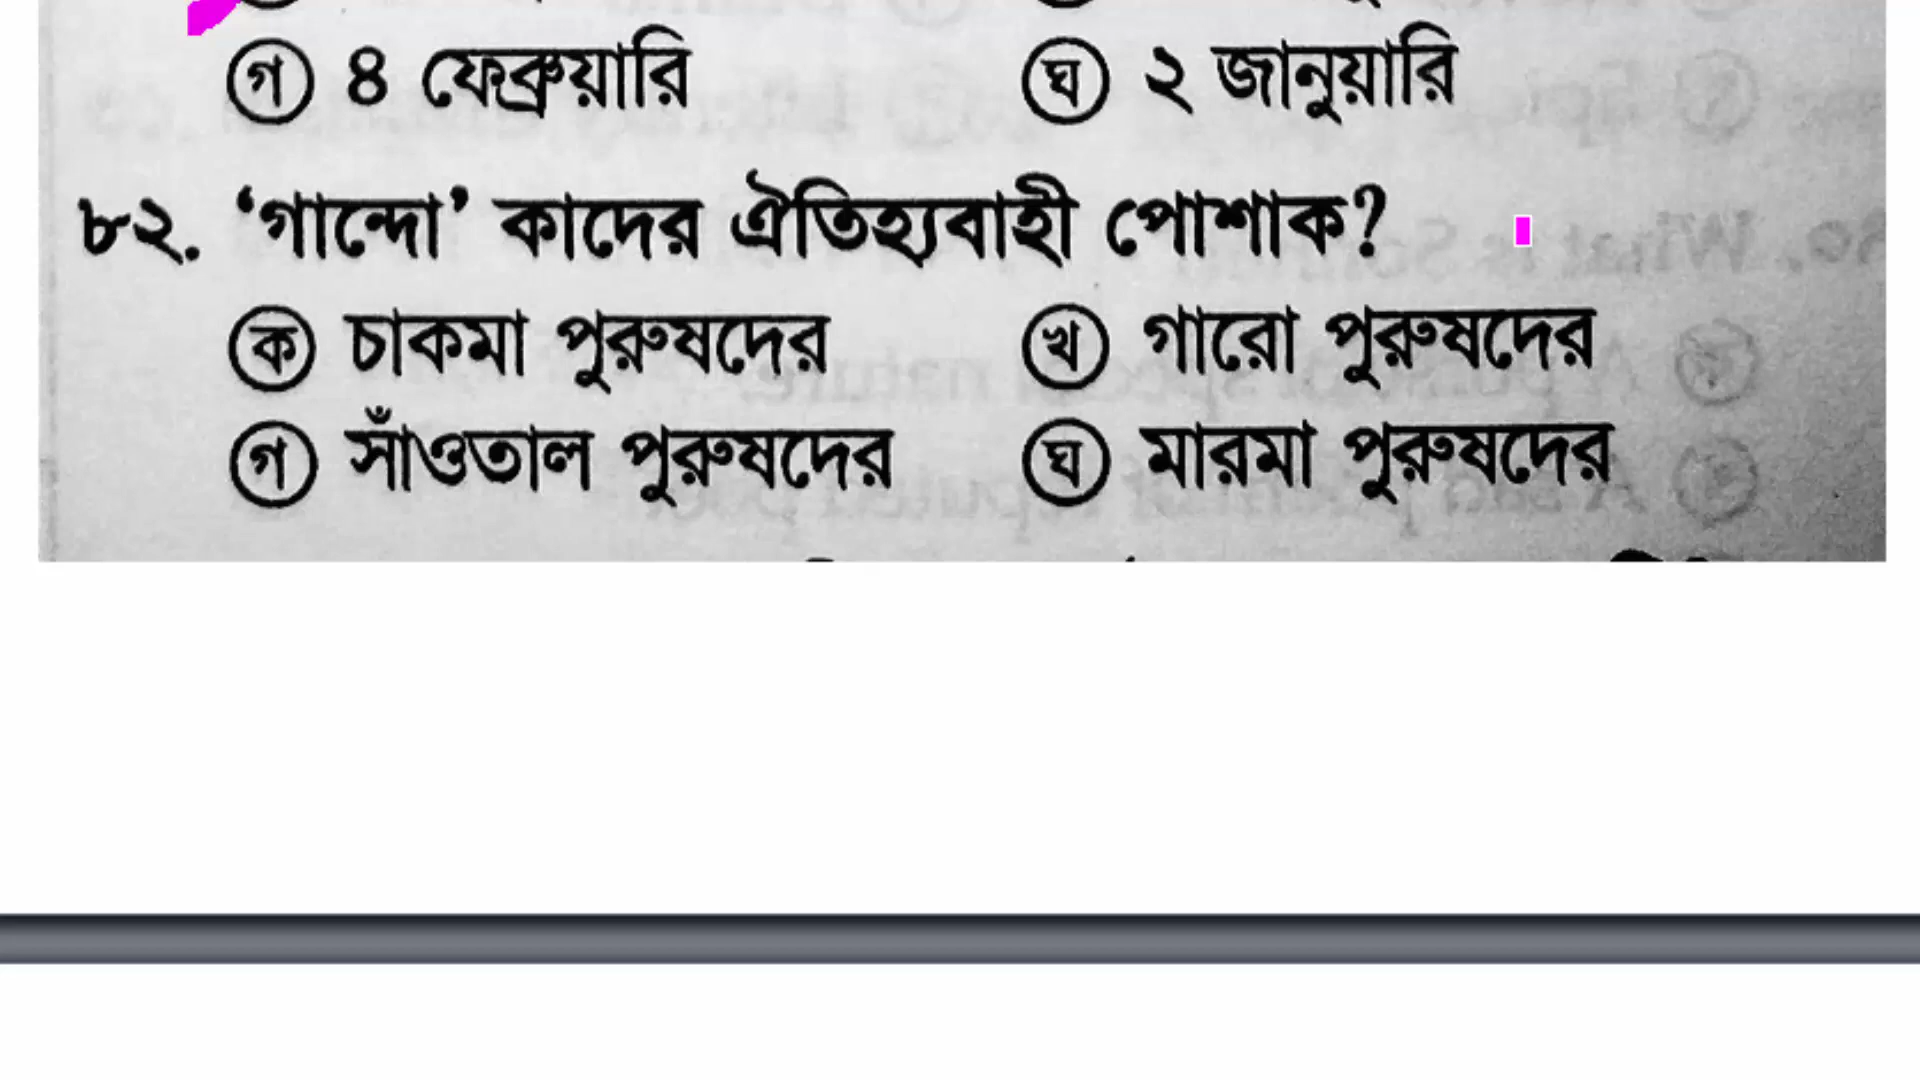 গ ৪ ফেব্রুয়ারি ঘ ২ জানুয়ারি
৮২. ‘গান্দো’ কাদের ঐতিহ্যবাহী পোশাক?
ক চাকমা পুরুষদের খ গারো পুরুষদের
গ সাঁওতাল পুরুষদের ঘ মারমা পুরুষদের